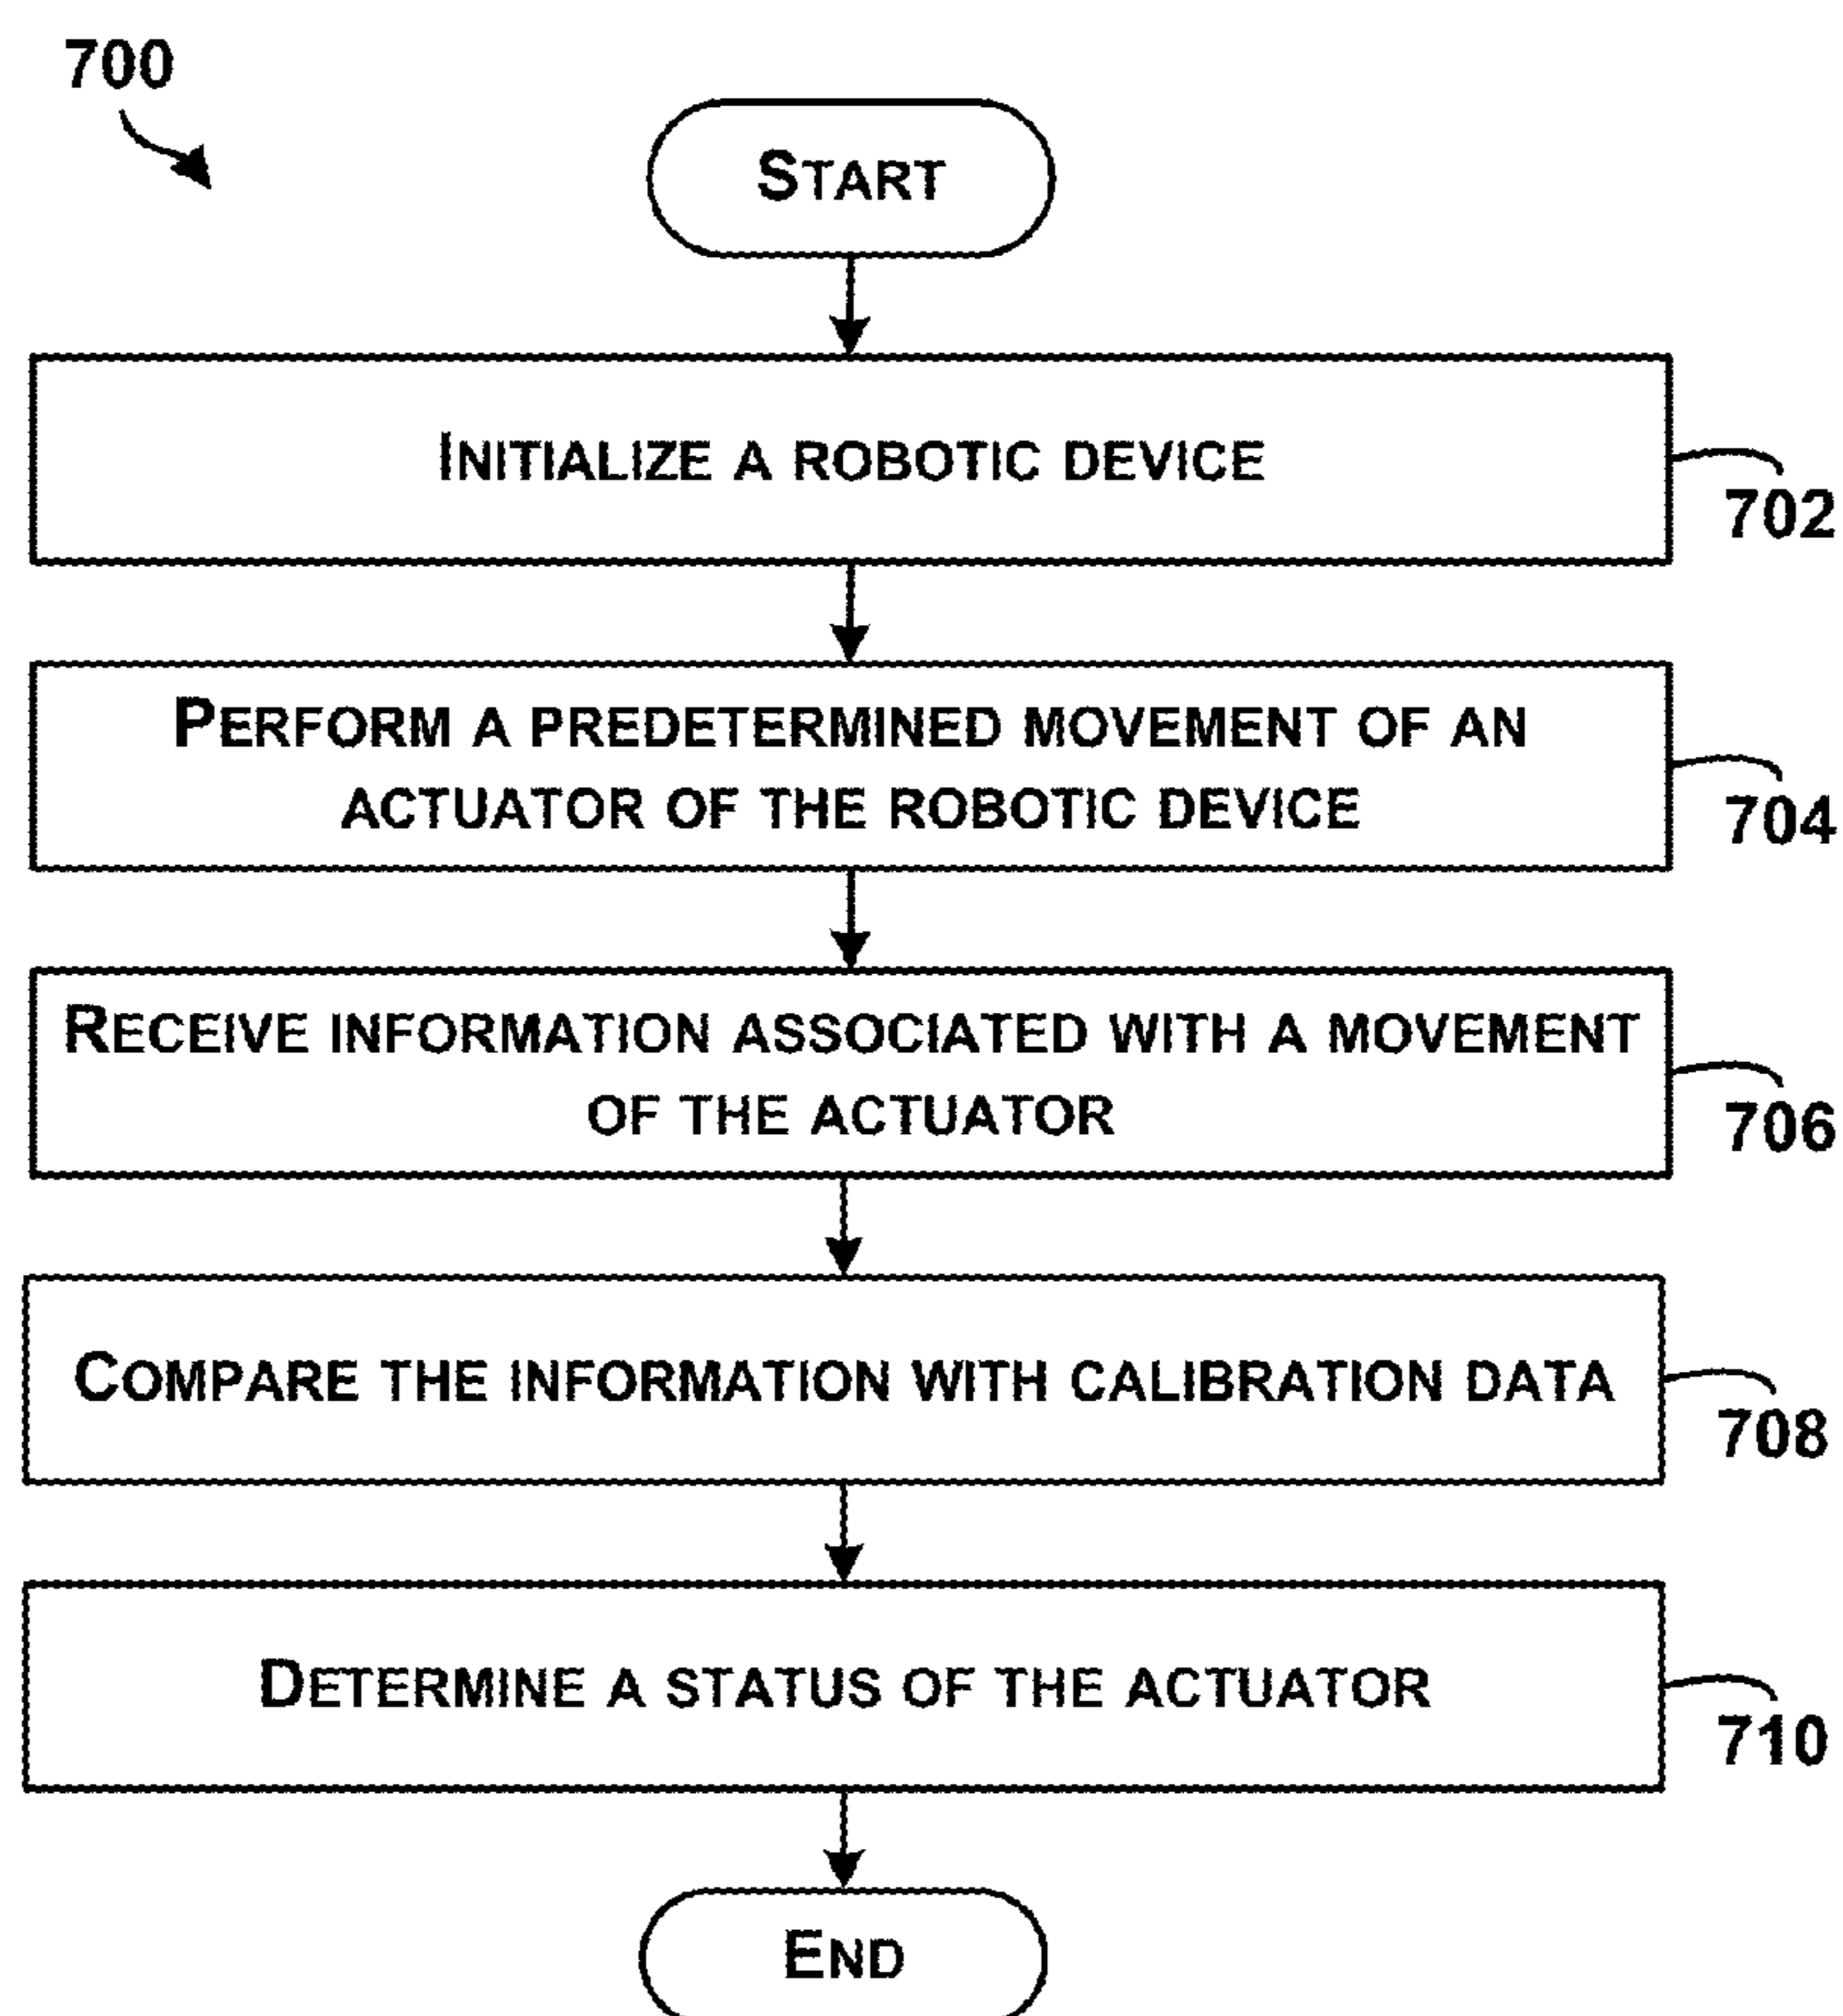 700
START
INITIALIZE A ROBOTIC DEVICE
702
PERFORM A PREDETERMINED MOVEMENT OF AN
ACTUATOR OF THE ROBOTIC DEVICE
704
RECEIVE INFORMATION ASSOCIATED WITH A MOVEMENT
OF THE ACTUATOR
706
COMPARE THE INFORMATION WITH CALIBRATION DATA
708
DETERMINE A STATUS OF THE ACTUATOR
710
END